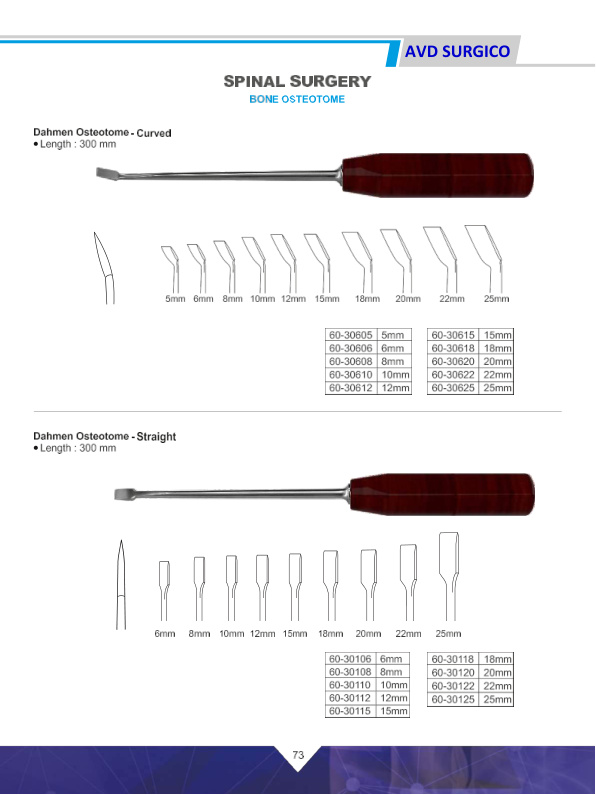 AVD SURGICO
SPINAL SURGERY
BONE OSTEOTOME
Dahmen Osteotome - Curved
• Length : 300 mm
5mm 6mm 8mm 10mm 12mm 15mm 18mm 20mm 22mm 25mm
60-30605 5mm 60-30615 15mm
60-30606 6mm 60-30618 18mm
60-30608 8mm 60-30620 20mm
60-30610 10mm 60-30622 22mm
60-30612 12mm 60-30625 25mm
Dahmen Osteotome - Straight
• Length : 300 mm
6mm 8mm 10mm 12mm 15mm 18mm 20mm 22mm 25mm
60-30106 6mm 60-30118 18mm
60-30108 8mm 60-30120 20mm
60-30110 10mm 60-30122 22mm
60-30112 12mm 60-30125 25mm
60-30115 15mm
73